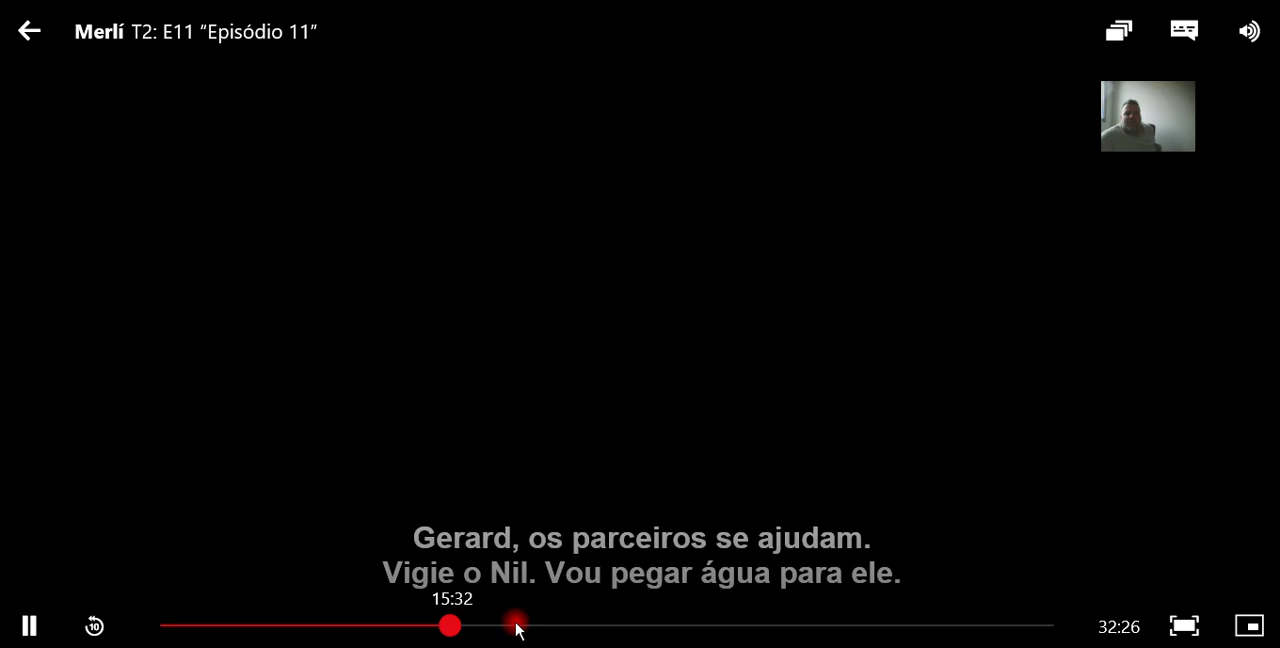 Merlí T2: E11 “Episódio 11”
Gerard, os parceiros se ajudam.
Vigie o Nil. Vou pegar água para ele.
15:32
10
32:26